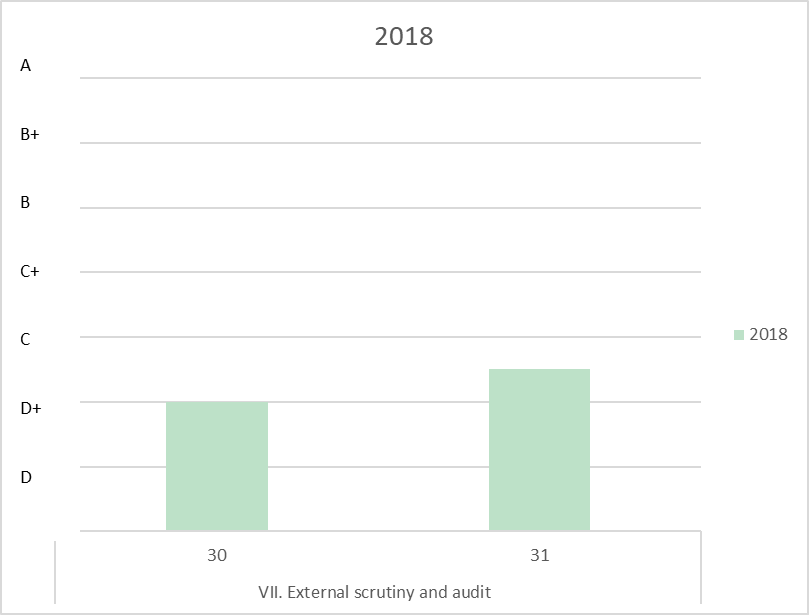 2018
A
B+
B
C+
C
D+
D
2018
30
31
VII. External scrutiny and audit